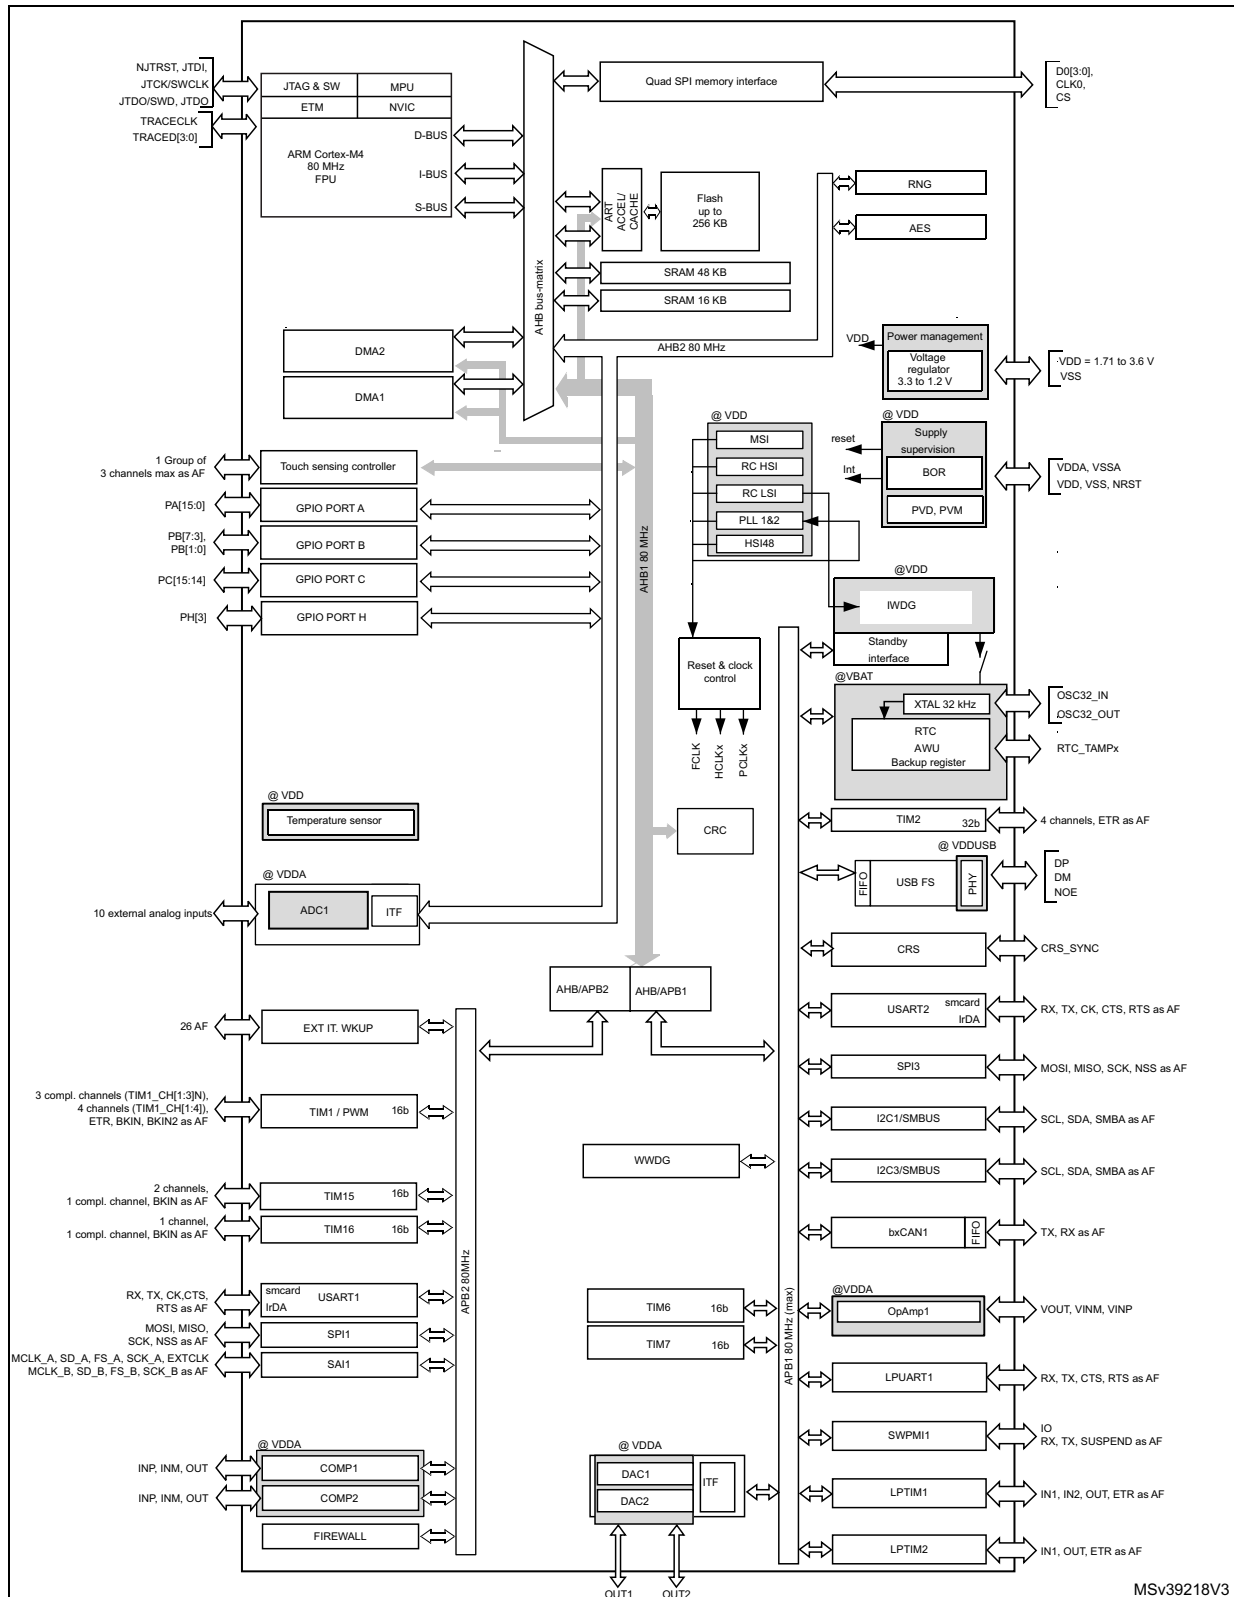 NJTRST, JTDI,
JTCK/SWCLK
JTDO/SWD, JTDO
TRACECLK
TRACED[3:0]
JTAG & SW
MPU
ETM
NVIC
ARM Cortex-M4
80 MHz
FPU
D-BUS
I-BUS
S-BUS
AHB bus-matrix
Quad SPI memory interface
D0[3:0],
CLK0,
CS
ART
ACCEL/
CACHE
Flash
up to
256 KB
SRAM 48 KB
SRAM 16 KB
RNG
AES
AHB2 80 MHz
DMA2
DMA1
VDD
Power management
Voltage
regulator
3.3 to 1.2 V
VDD = 1.71 to 3.6 V
VSS
@ VDD
MSI
RC HSI
RC LSI
PLL 1&2
HSI48
@ VDD
reset
Int
Supply
supervision
BOR
PVD, PVM
VDDA, VSSA
VDD, VSS, NRST
1 Group of
3 channels max as AF
Touch sensing controller
PA[15:0]
GPIO PORT A
PB[7:3],
PB[1:0]
GPIO PORT B
PC[15:14]
GPIO PORT C
PH[3]
GPIO PORT H
AHB1 80 MHz
@VDD
IWDG
Standby
interface
Reset & clock
control
FCLK
HCLKx
PCLKx
@VBAT
XTAL 32 kHz
RTC
AWU
Backup register
OSC32_IN
OSC32_OUT
RTC_TAMPx
@ VDD
Temperature sensor
CRC
TIM2
32b
4 channels, ETR as AF
@ VDDUSB
FIFO
USB FS
PHY
DP
DM
NOE
@ VDDA
10 external analog inputs
ADC1
ITF
CRS
CRS_SYNC
AHB/APB2
AHB/APB1
26 AF
EXT IT. WKUP
USART2
smcard
IrDA
RX, TX, CK, CTS, RTS as AF
SPI3
MOSI, MISO, SCK, NSS as AF
3 compl. channels (TIM1_CH[1:3]N),
4 channels (TIM1_CH[1:4]),
ETR, BKIN, BKIN2 as AF
TIM1 / PWM
16b
I2C1/SMBUS
SCL, SDA, SMBA as AF
WWDG
I2C3/SMBUS
SCL, SDA, SMBA as AF
2 channels,
1 compl. channel, BKIN as AF
TIM15
16b
1 channel,
1 compl. channel, BKIN as AF
TIM16
16b
bxCAN1
FIFO
TX, RX as AF
APB2 80MHz
APB1 80 MHz (max)
RX, TX, CK,CTS,
RTS as AF
smcard
IrDA
USART1
TIM6
16b
@VDDA
OpAmp1
VOUT, VINM, VINP
MOSI, MISO,
SCK, NSS as AF
SPI1
TIM7
16b
MCLK_A, SD_A, FS_A, SCK_A, EXTCLK
MCLK_B, SD_B, FS_B, SCK_B as AF
SAI1
LPUART1
RX, TX, CTS, RTS as AF
SWPMI1
IO
RX, TX, SUSPEND as AF
@ VDDA
INP, INM, OUT
COMP1
INP, INM, OUT
COMP2
FIREWALL
@ VDDA
DAC1
DAC2
ITF
OUT1
OUT2
LPTIM1
IN1, IN2, OUT, ETR as AF
LPTIM2
IN1, OUT, ETR as AF
MSv39218V3